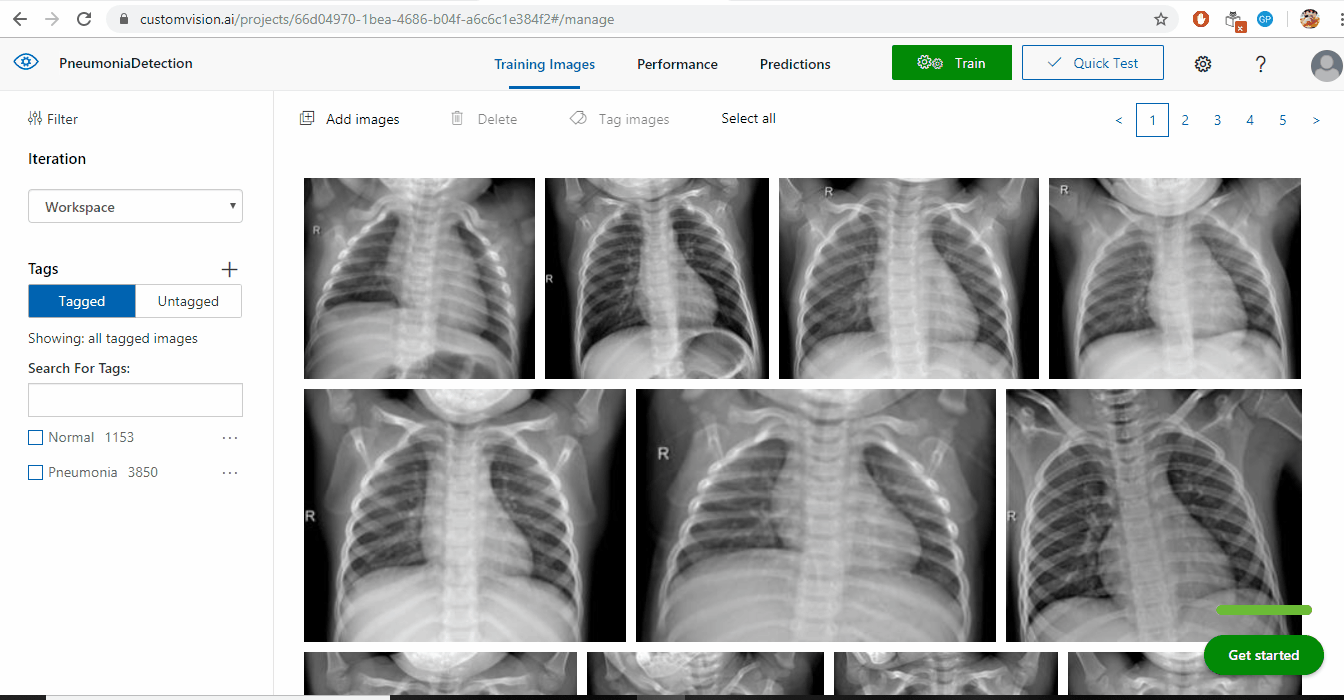 customvision.ai/projects/66d04970-1bea-4686-b04f-a6c6c1e384f2#/manage
GP
PneumoniaDetection
Training Images
Performance
Predictions
Train
Quick Test
?
Filter
Add images
Delete
Tag images
Select all
< 1 2 3 4 5 >
Iteration
Workspace
Tags
Tagged
Untagged
Showing: all tagged images
Search For Tags:
Normal 1153 ...
Pneumonia 3850 ...
R
R
R
R
R
R
R
Get started